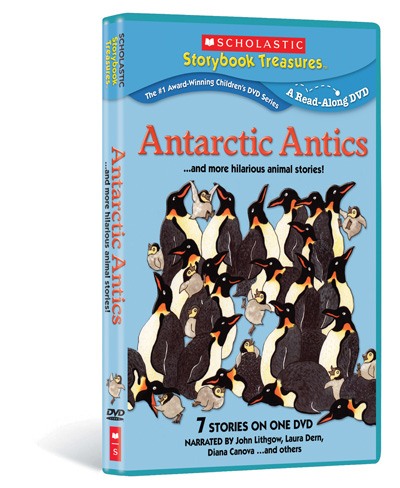 SCHOLASTIC
Storybook Treasures™
The #1 Award-Winning Children's DVD Series
A Read-Along DVD
Antarctic Antics
...and more hilarious animal stories!
7 STORIES ON ONE DVD
NARRATED BY John Lithgow, Laura Dern,
Diana Canova ...and others
SCHOLASTIC
Storybook
Treasures
Antarctic Antics
...and more hilarious animal stories!
DVD
S